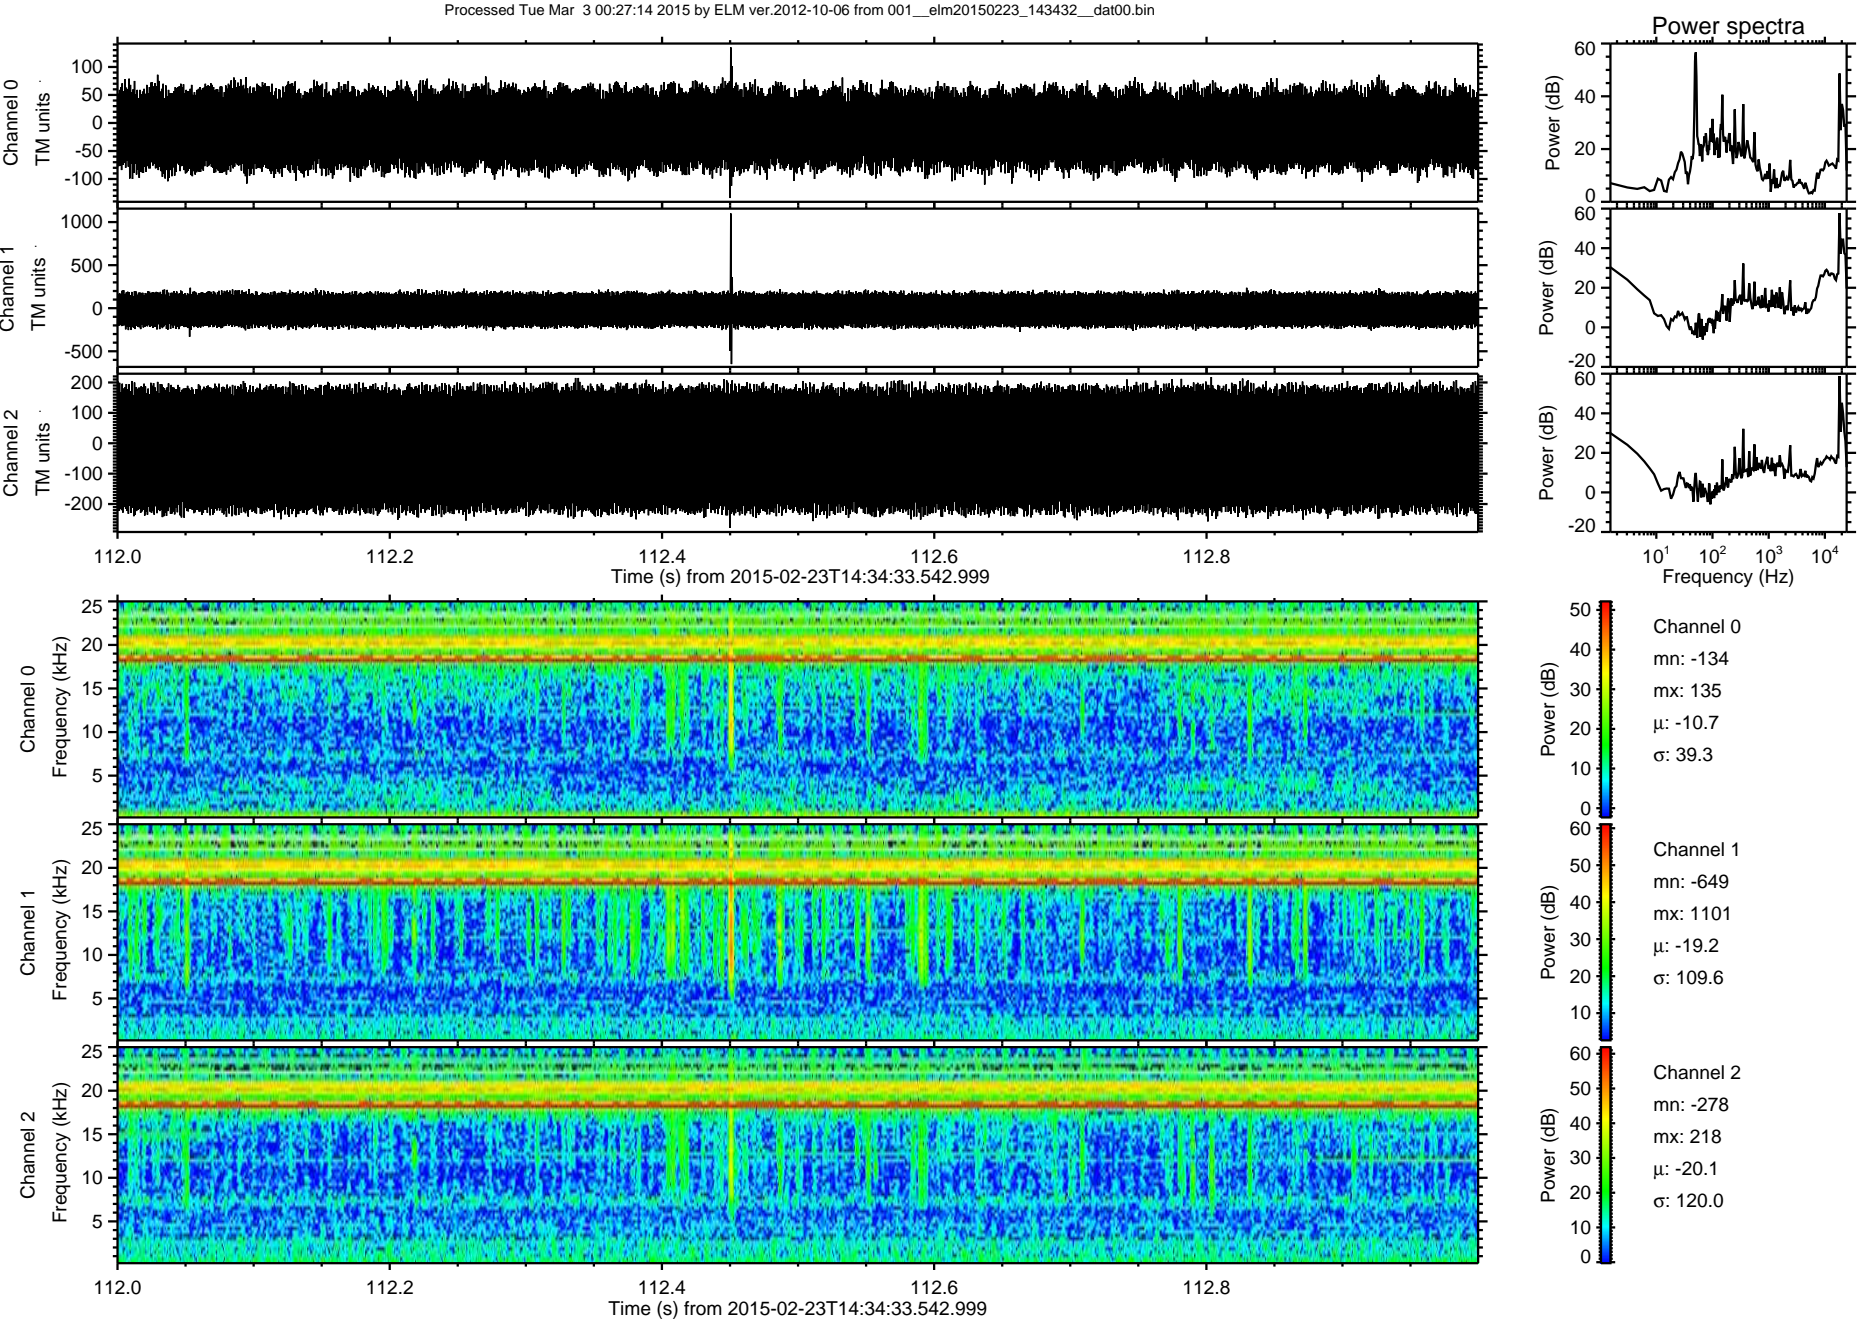 Processed Tue Mar  3 00:27:14 2015 by ELM ver.2012-10-06 from 001__elm20150223_143432__dat00.bin
Power spectra
Channel 0
TM units
100
50
0
-50
-100
Power (dB)
60
40
20
0
Channel 1
TM units
1000
500
0
-500
Power (dB)
60
40
20
0
-20
Channel 2
TM units
200
100
0
-100
-200
Power (dB)
60
40
20
0
-20
112.0 112.2 112.4 112.6 112.8
Time (s) from 2015-02-23T14:34:33.542.999
10^1 10^2 10^3 10^4
Frequency (Hz)
Channel 0
Frequency (kHz)
25
20
15
10
5
Power (dB)
50
40
30
20
10
0
Channel 0
mn: -134
mx: 135
μ: -10.7
σ: 39.3
Channel 1
Frequency (kHz)
25
20
15
10
5
Power (dB)
60
50
40
30
20
10
Channel 1
mn: -649
mx: 1101
μ: -19.2
σ: 109.6
Channel 2
Frequency (kHz)
25
20
15
10
5
Power (dB)
60
50
40
30
20
10
0
Channel 2
mn: -278
mx: 218
μ: -20.1
σ: 120.0
112.0 112.2 112.4 112.6 112.8
Time (s) from 2015-02-23T14:34:33.542.999